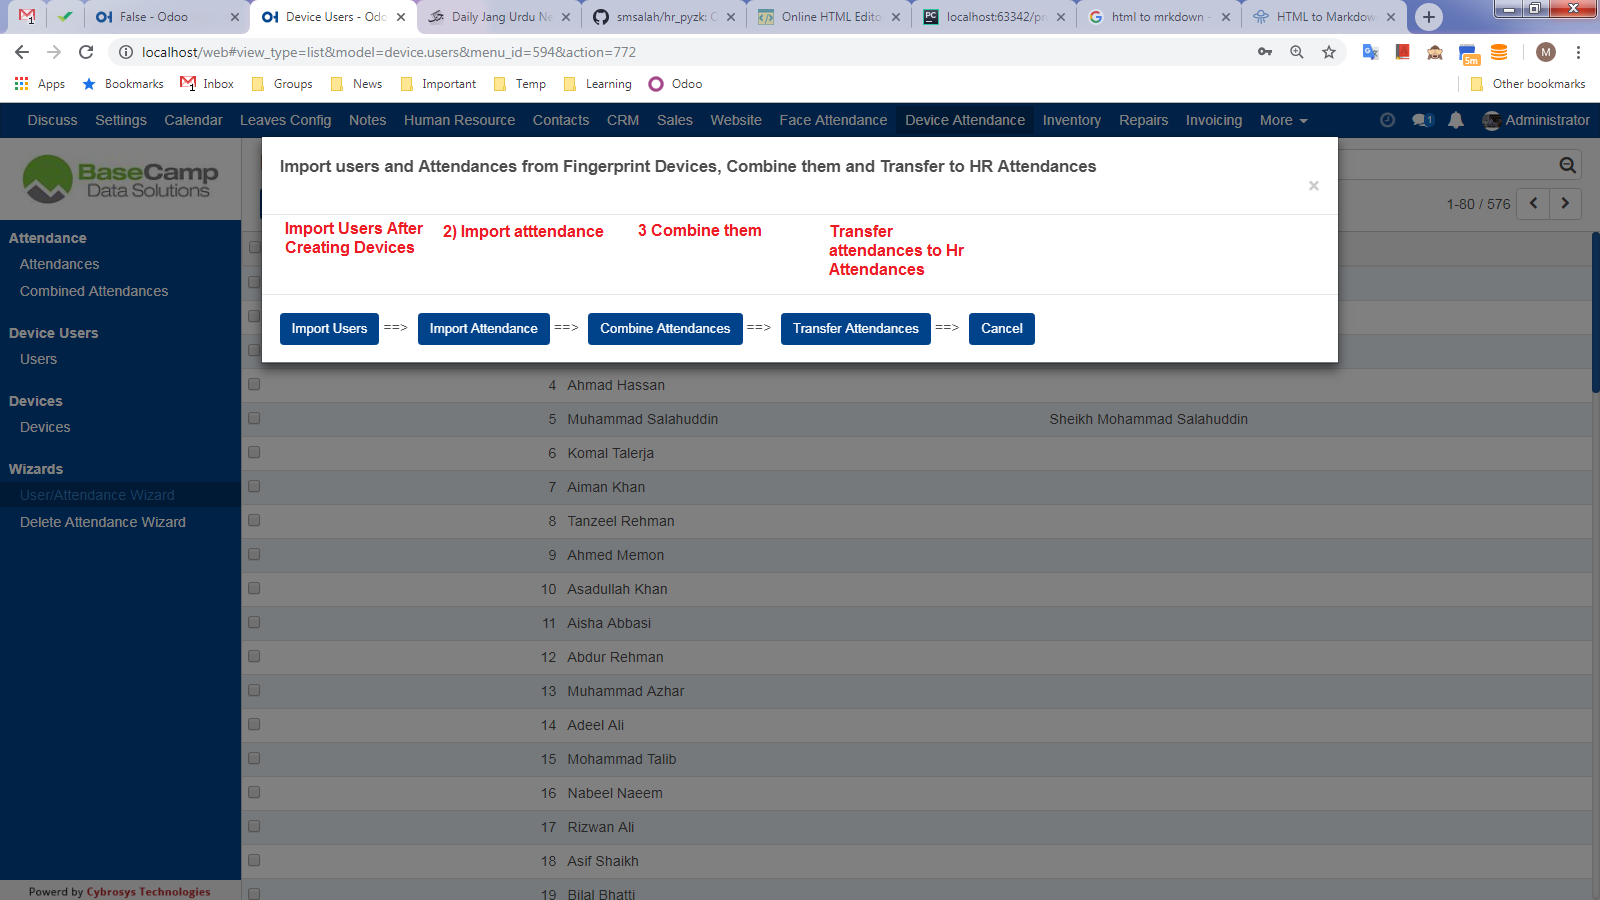 False - Odoo
Device Users - Odo
Daily Jang Urdu Ne
smsalah/hr_pyzk: C
Online HTML Edito
localhost:63342/pr
html to mrkdown -
HTML to Markdow
localhost/web#view_type=list&model=device.users&menu_id=594&action=772
5m
M
Apps
Bookmarks
Inbox
Groups
News
Important
Temp
Learning
Odoo
Other bookmarks
Discuss
Settings
Calendar
Leaves Config
Notes
Human Resource
Contacts
CRM
Sales
Website
Face Attendance
Device Attendance
Inventory
Repairs
Invoicing
More
1
Administrator
BaseCamp
Data Solutions
Import users and Attendances from Fingerprint Devices, Combine them and Transfer to HR Attendances
×
1-80 / 576
Import Users After
Creating Devices
2) Import atttendance
3 Combine them
Transfer
attendances to Hr
Attendances
Import Users ==> Import Attendance ==> Combine Attendances ==> Transfer Attendances ==> Cancel
Attendance
Attendances
Combined Attendances
Device Users
Users
Devices
Devices
Wizards
User/Attendance Wizard
Delete Attendance Wizard
4 Ahmad Hassan
5 Muhammad Salahuddin Sheikh Mohammad Salahuddin
6 Komal Talerja
7 Aiman Khan
8 Tanzeel Rehman
9 Ahmed Memon
10 Asadullah Khan
11 Aisha Abbasi
12 Abdur Rehman
13 Muhammad Azhar
14 Adeel Ali
15 Mohammad Talib
16 Nabeel Naeem
17 Rizwan Ali
18 Asif Shaikh
19 Bilal Bhatti
Powered by Cybrosys Technologies